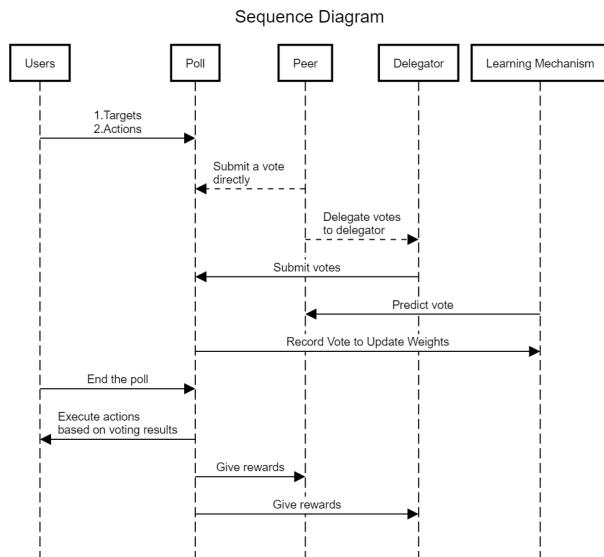 Sequence Diagram
Users
Poll
Peer
Delegator
Learning Mechanism
1.Targets
2.Actions
Submit a vote
directly
Delegate votes
to delegator
Submit votes
Predict vote
Record Vote to Update Weights
End the poll
Execute actions
based on voting results
Give rewards
Give rewards